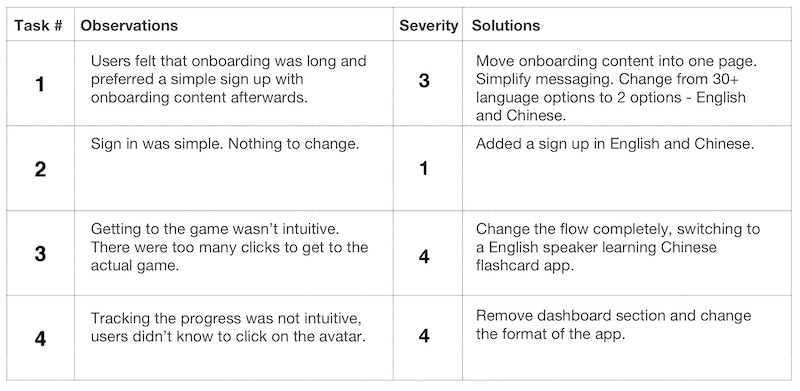 Task # Observations Severity Solutions
1
Users felt that onboarding was long and
preferred a simple sign up with
onboarding content afterwards.
3
Move onboarding content into one page.
Simplify messaging. Change from 30+
language options to 2 options - English
and Chinese.
2
Sign in was simple. Nothing to change.
1
Added a sign up in English and Chinese.
3
Getting to the game wasn’t intuitive.
There were too many clicks to get to the
actual game.
4
Change the flow completely, switching to
a English speaker learning Chinese
flashcard app.
4
Tracking the progress was not intuitive,
users didn’t know to click on the avatar.
4
Remove dashboard section and change
the format of the app.